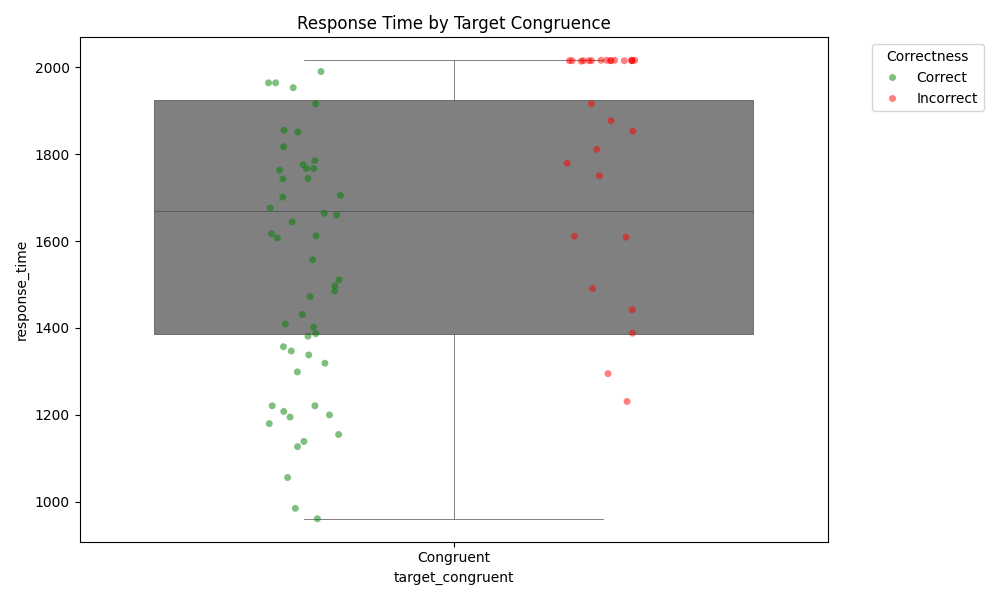 Response Time by Target Congruence
Correctness
Correct
Incorrect
response_time
2000
1800
1600
1400
1200
1000
Congruent
target_congruent